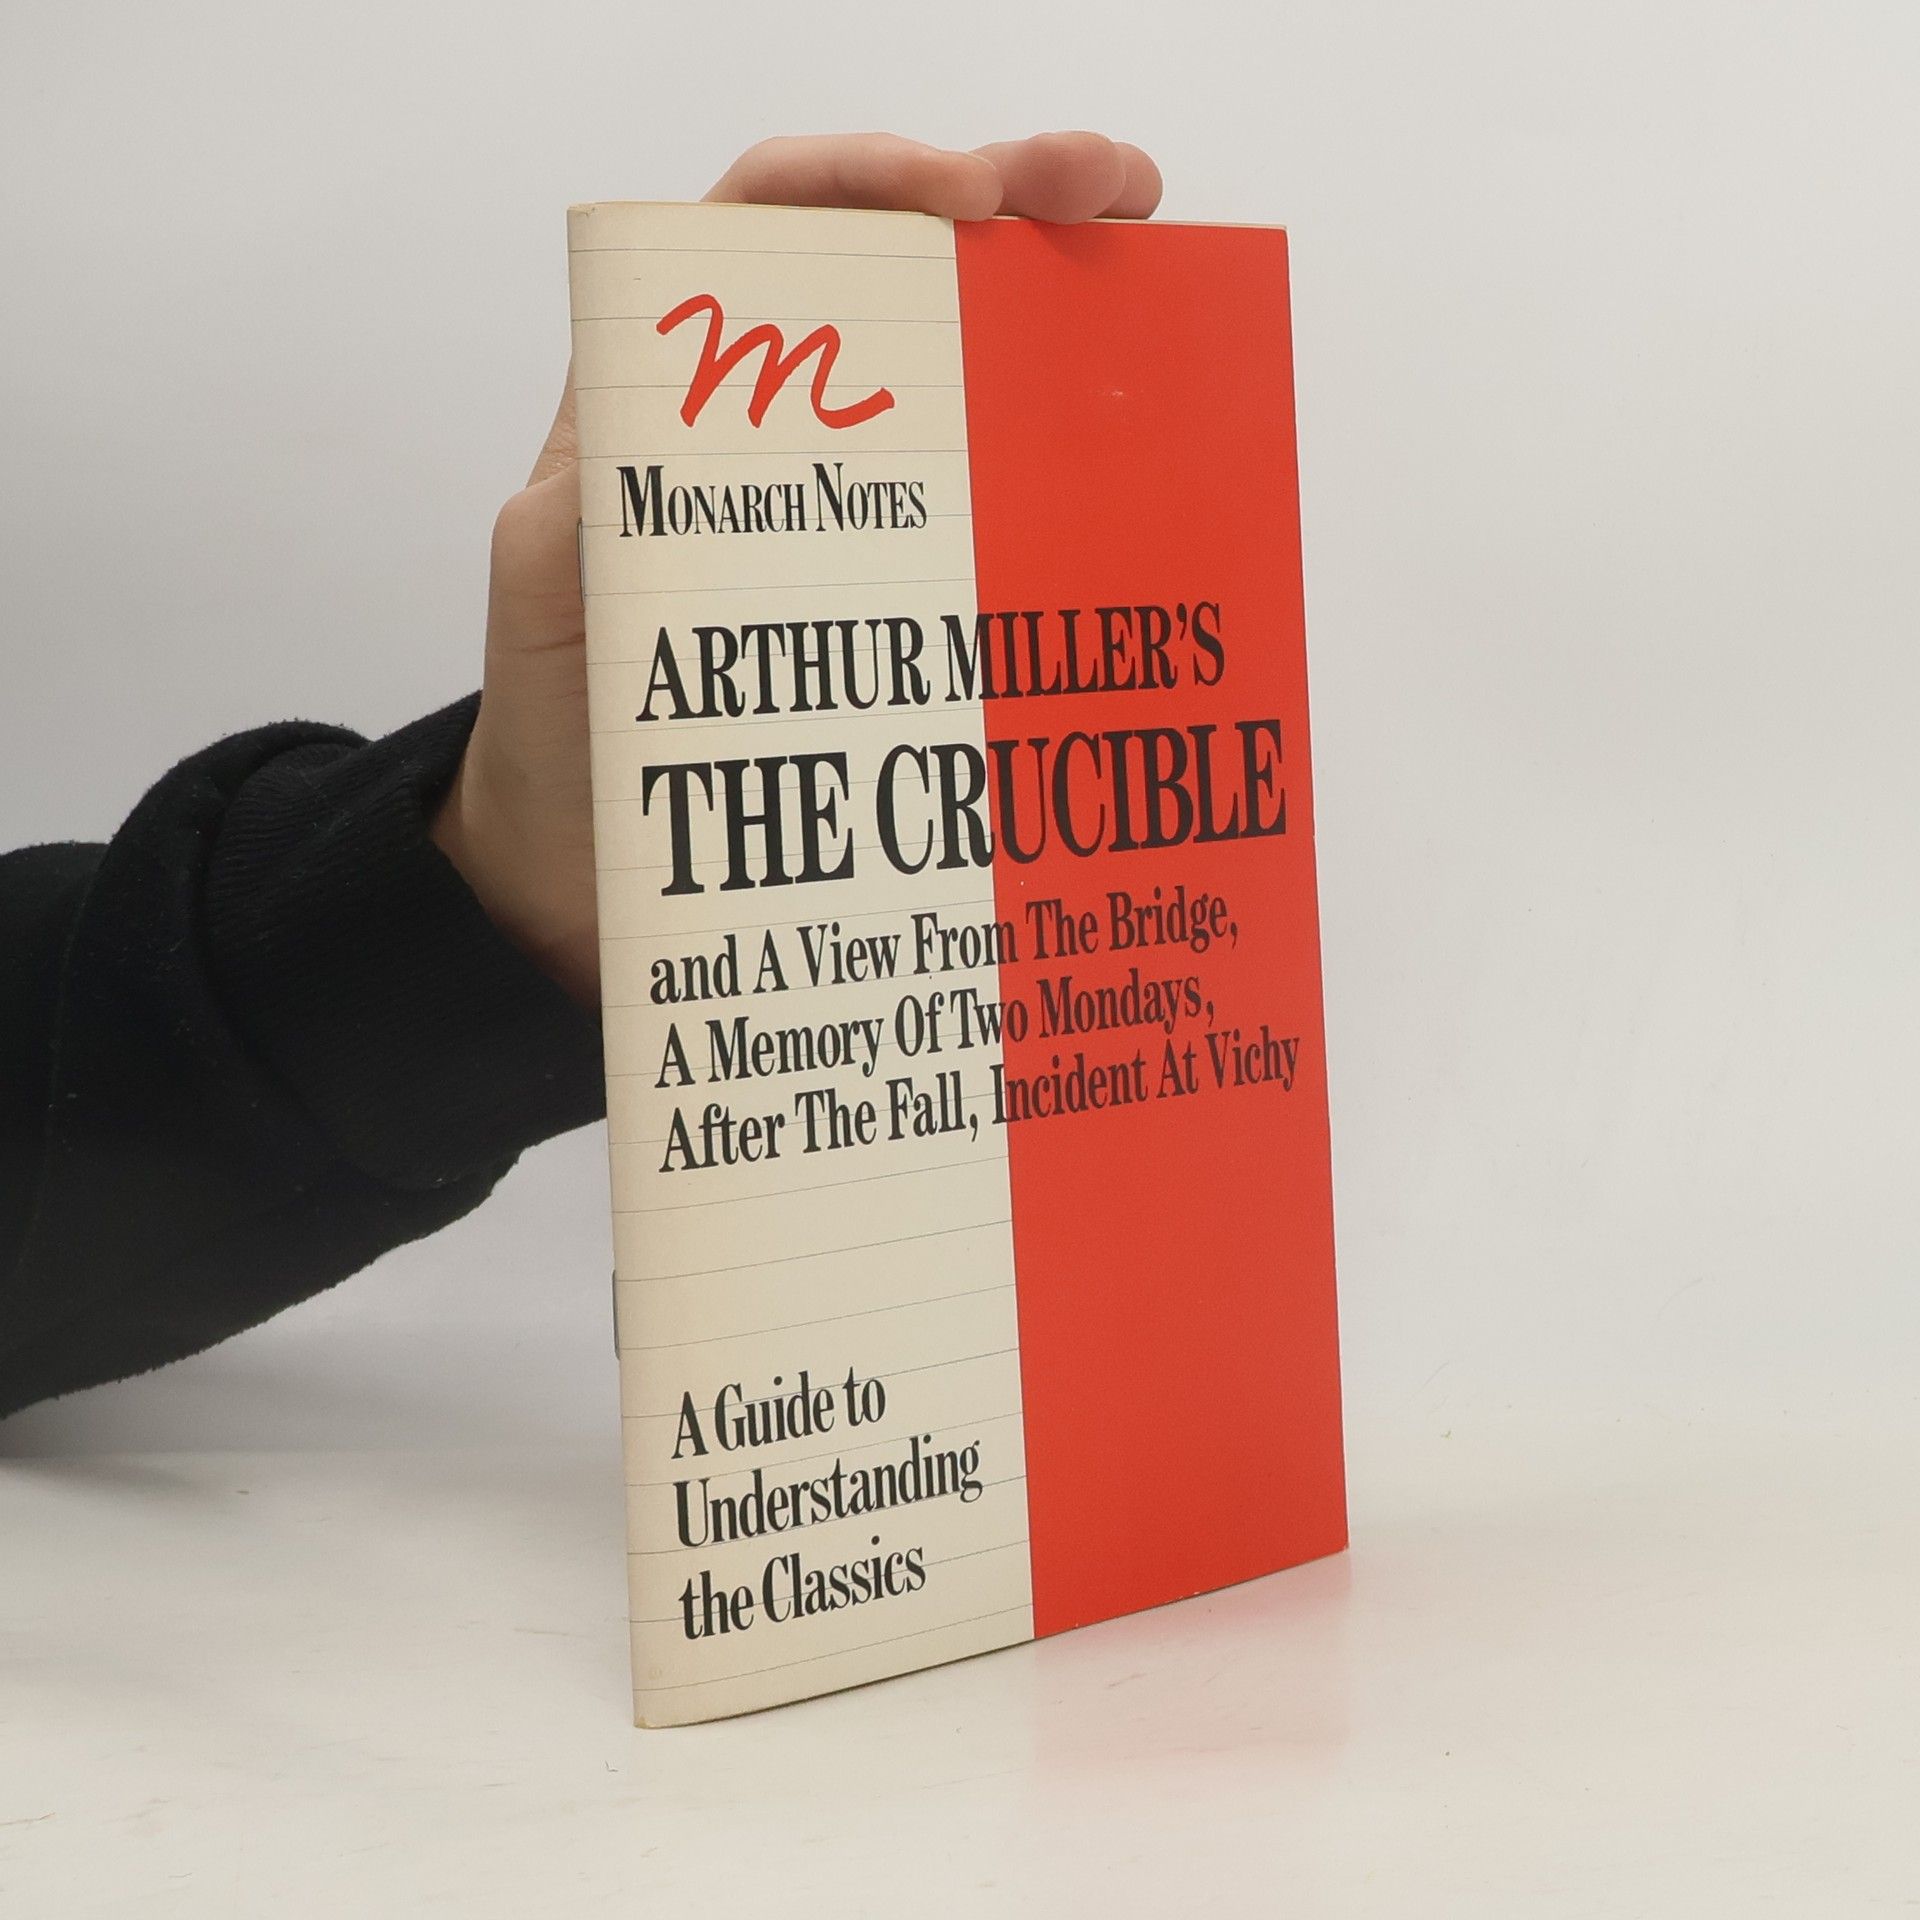 m
MONARCH NOTES
ARTHUR MILLER'S
THE CRUCIBLE
and A View From The Bridge,
A Memory Of Two Mondays,
After The Fall, Incident At Vichy
A Guide to
Understanding
the Classics